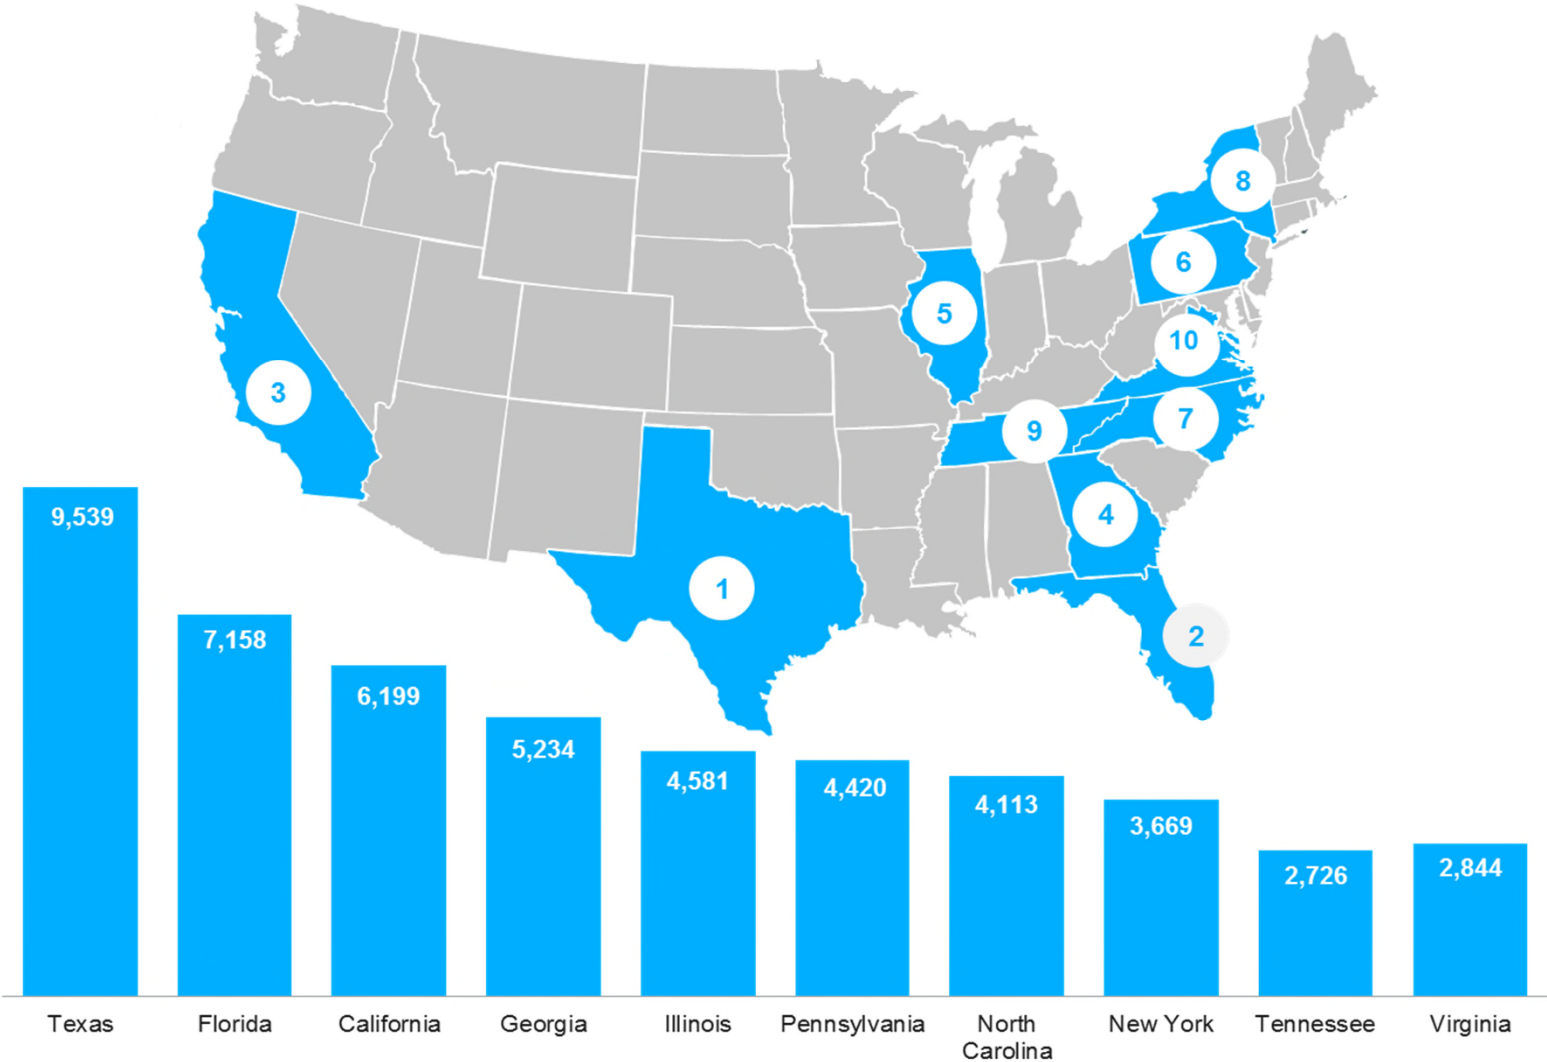 8
6
5
10
3
7
9
4
9,539
1
7,158
2
6,199
5,234
4,581
4,420
4,113
3,669
2,726
2,844
Texas
Florida
California
Georgia
Illinois
Pennsylvania
North
Carolina
New York
Tennessee
Virginia